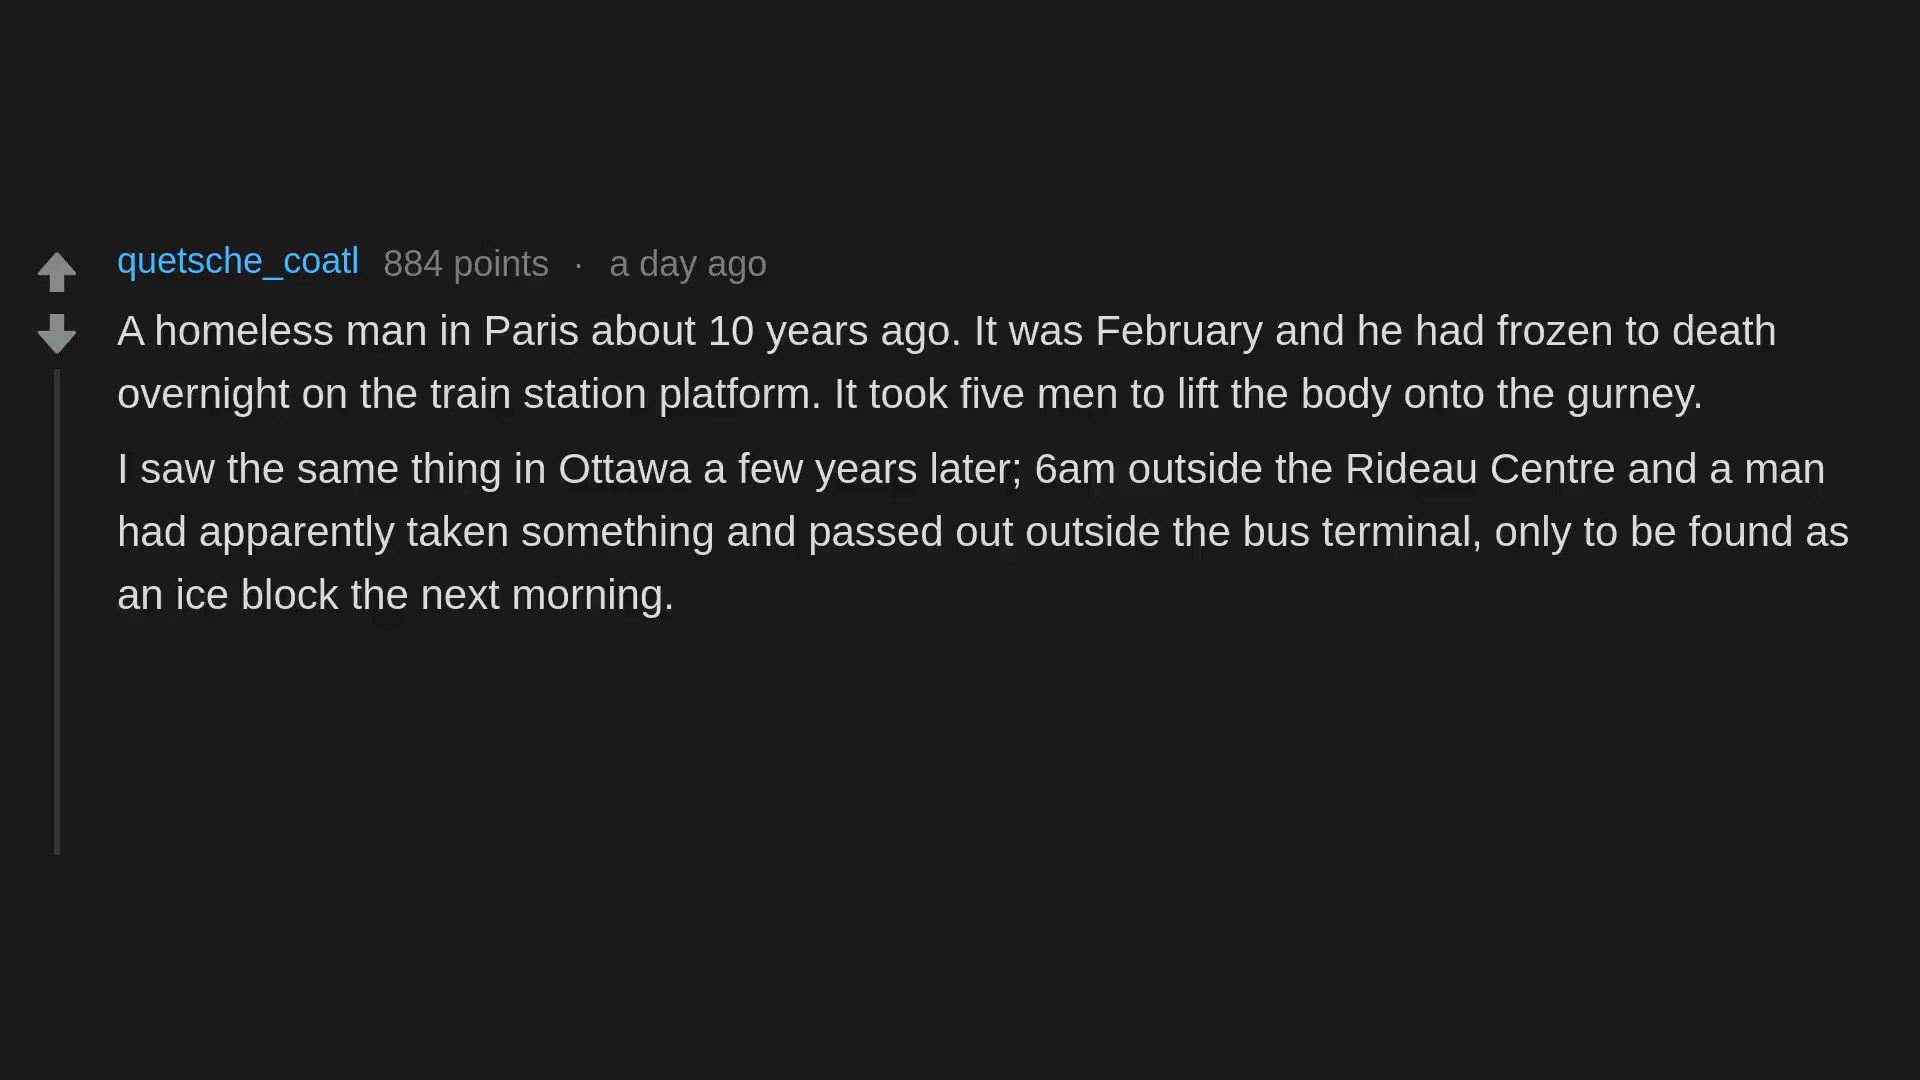 quetsche_coatl 884 points · a day ago
A homeless man in Paris about 10 years ago. It was February and he had frozen to death
overnight on the train station platform. It took five men to lift the body onto the gurney.
I saw the same thing in Ottawa a few years later; 6am outside the Rideau Centre and a man
had apparently taken something and passed out outside the bus terminal, only to be found as
an ice block the next morning.